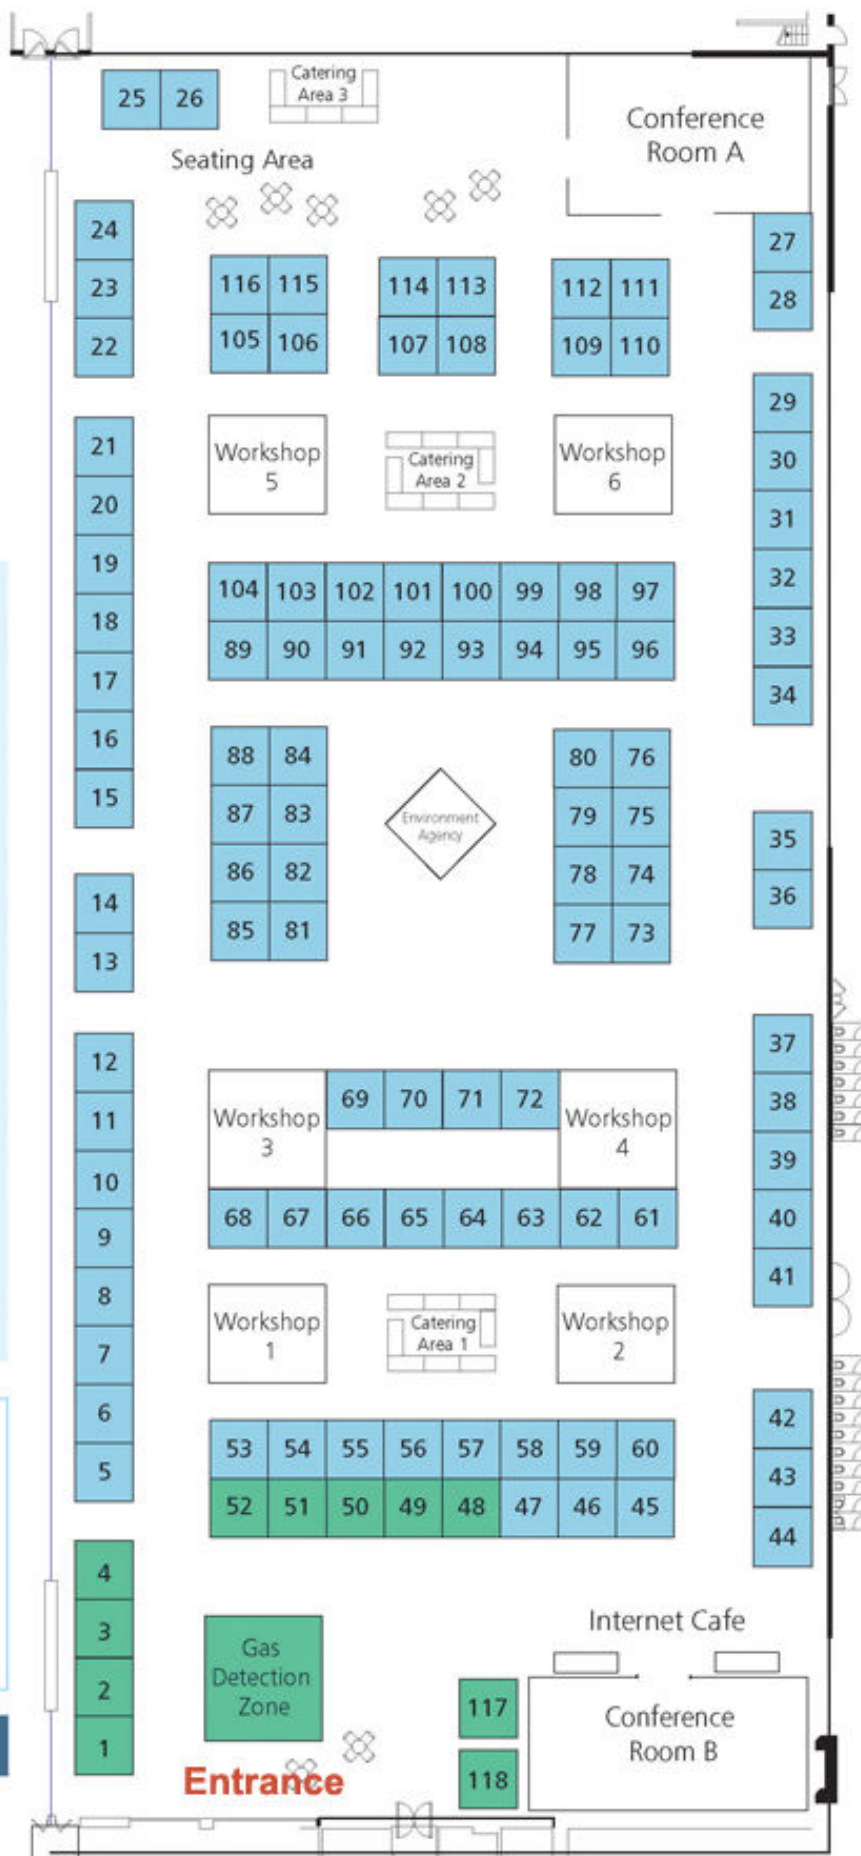 Catering
Area 3
25 26
Conference
Room A
Seating Area
24
27
23
116 115
114 113
112 111
28
22
105 106
107 108
109 110
29
21
Workshop
5
Catering
Area 2
Workshop
6
30
20
31
19
104 103 102 101 100 99 98 97
32
18
89 90 91 92 93 94 95 96
33
17
34
16
88 84
80 76
15
87 83
Environment
Agency
79 75
35
86 82
78 74
14
36
85 81
77 73
13
37
12
69 70 71 72
38
11
Workshop
3
Workshop
4
39
10
68 67 66 65 64 63 62 61
40
9
41
8
Workshop
1
Catering
Area 1
Workshop
2
7
6
42
53 54 55 56 57 58 59 60
5
43
52 51 50 49 48 47 46 45
44
4
3
Internet Cafe
Gas
Detection
Zone
2
117
Conference
Room B
1
118
Entrance